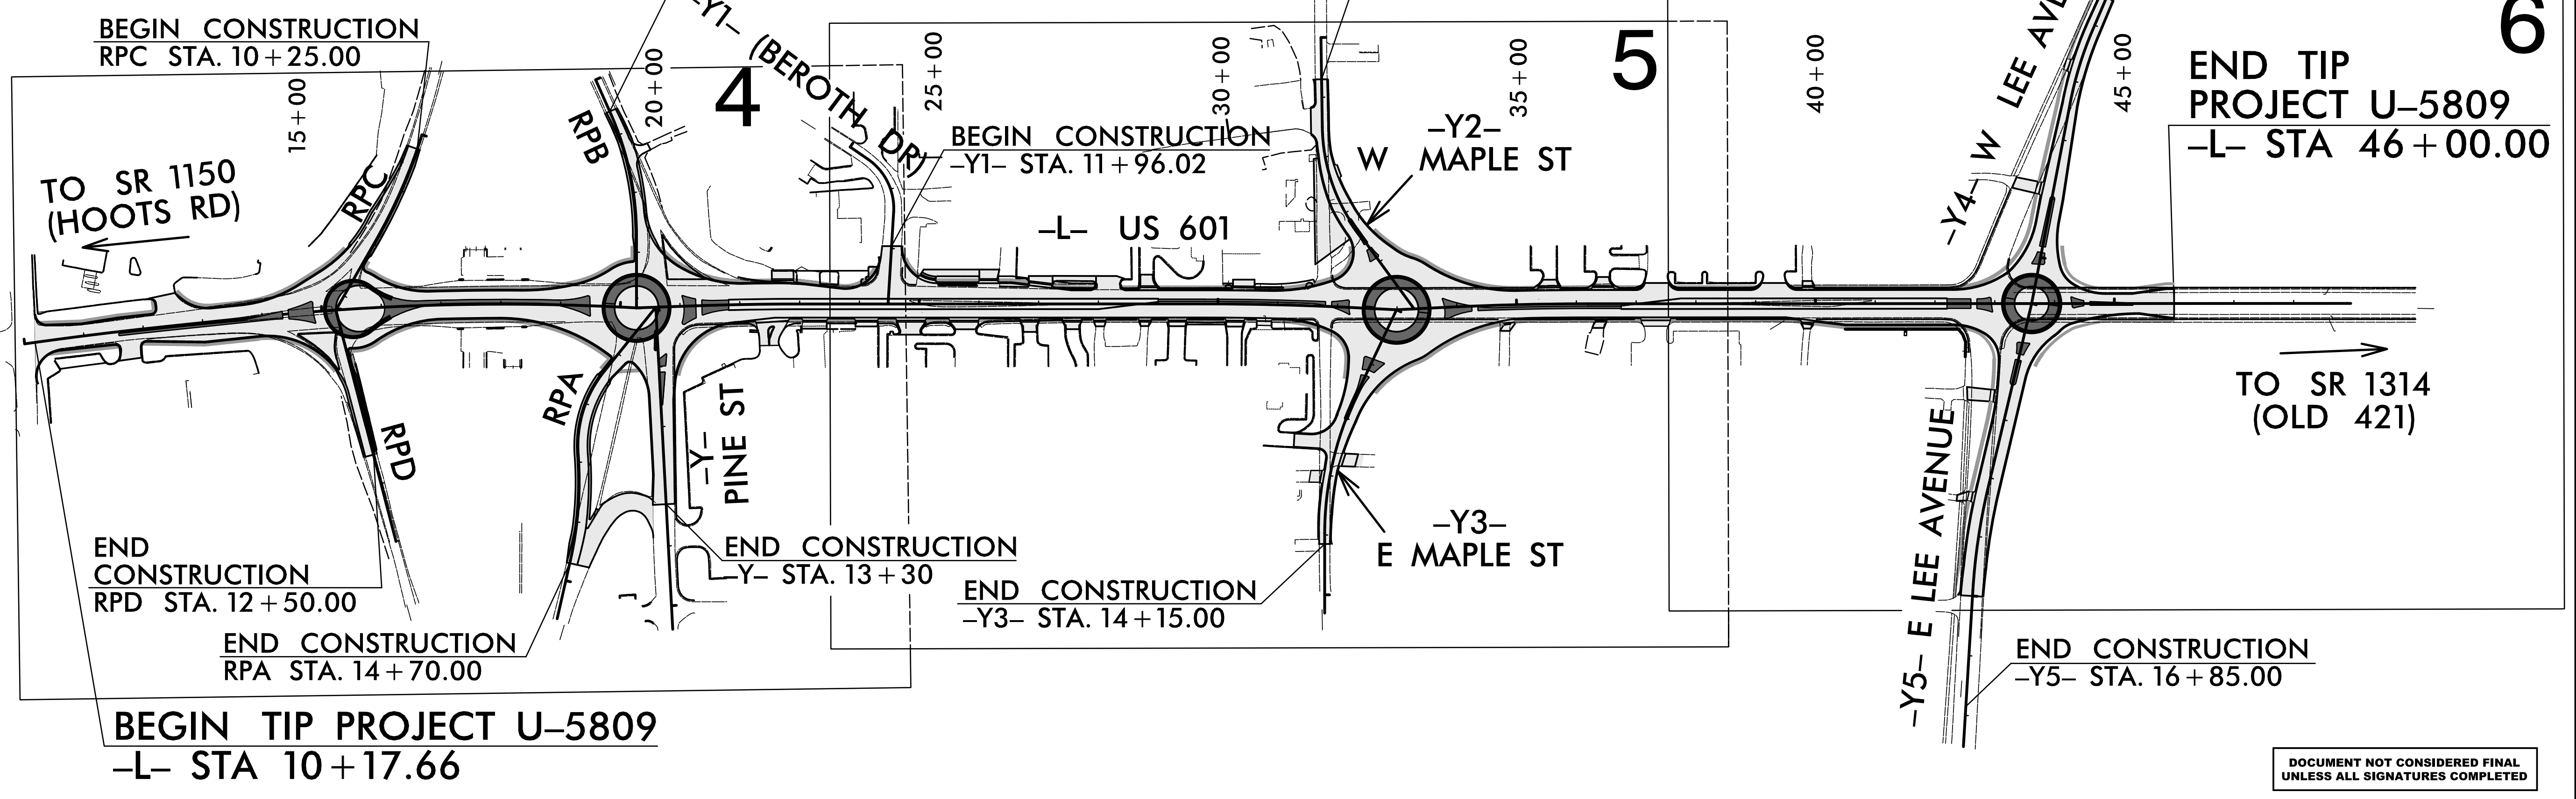 BEGIN CONSTRUCTION
RPC STA. 10+25.00
15+00
20+00
4
–Y1– (BEROTH DR)
25+00
30+00
35+00
5
40+00
45+00
6
END TIP
PROJECT U–5809
–L– STA 46+00.00
TO SR 1150
(HOOTS RD)
RPC
RPB
BEGIN CONSTRUCTION
–Y1– STA. 11+96.02
–L– US 601
–Y2–
W MAPLE ST
–Y4– W LEE AVE
RPD
RPA
–Y–
PINE ST
TO SR 1314
(OLD 421)
END
CONSTRUCTION
RPD STA. 12+50.00
END CONSTRUCTION
RPA STA. 14+70.00
END CONSTRUCTION
–Y– STA. 13+30
END CONSTRUCTION
–Y3– STA. 14+15.00
–Y3–
E MAPLE ST
–Y5– E LEE AVENUE
END CONSTRUCTION
–Y5– STA. 16+85.00
BEGIN TIP PROJECT U–5809
–L– STA 10+17.66
DOCUMENT NOT CONSIDERED FINAL
UNLESS ALL SIGNATURES COMPLETED